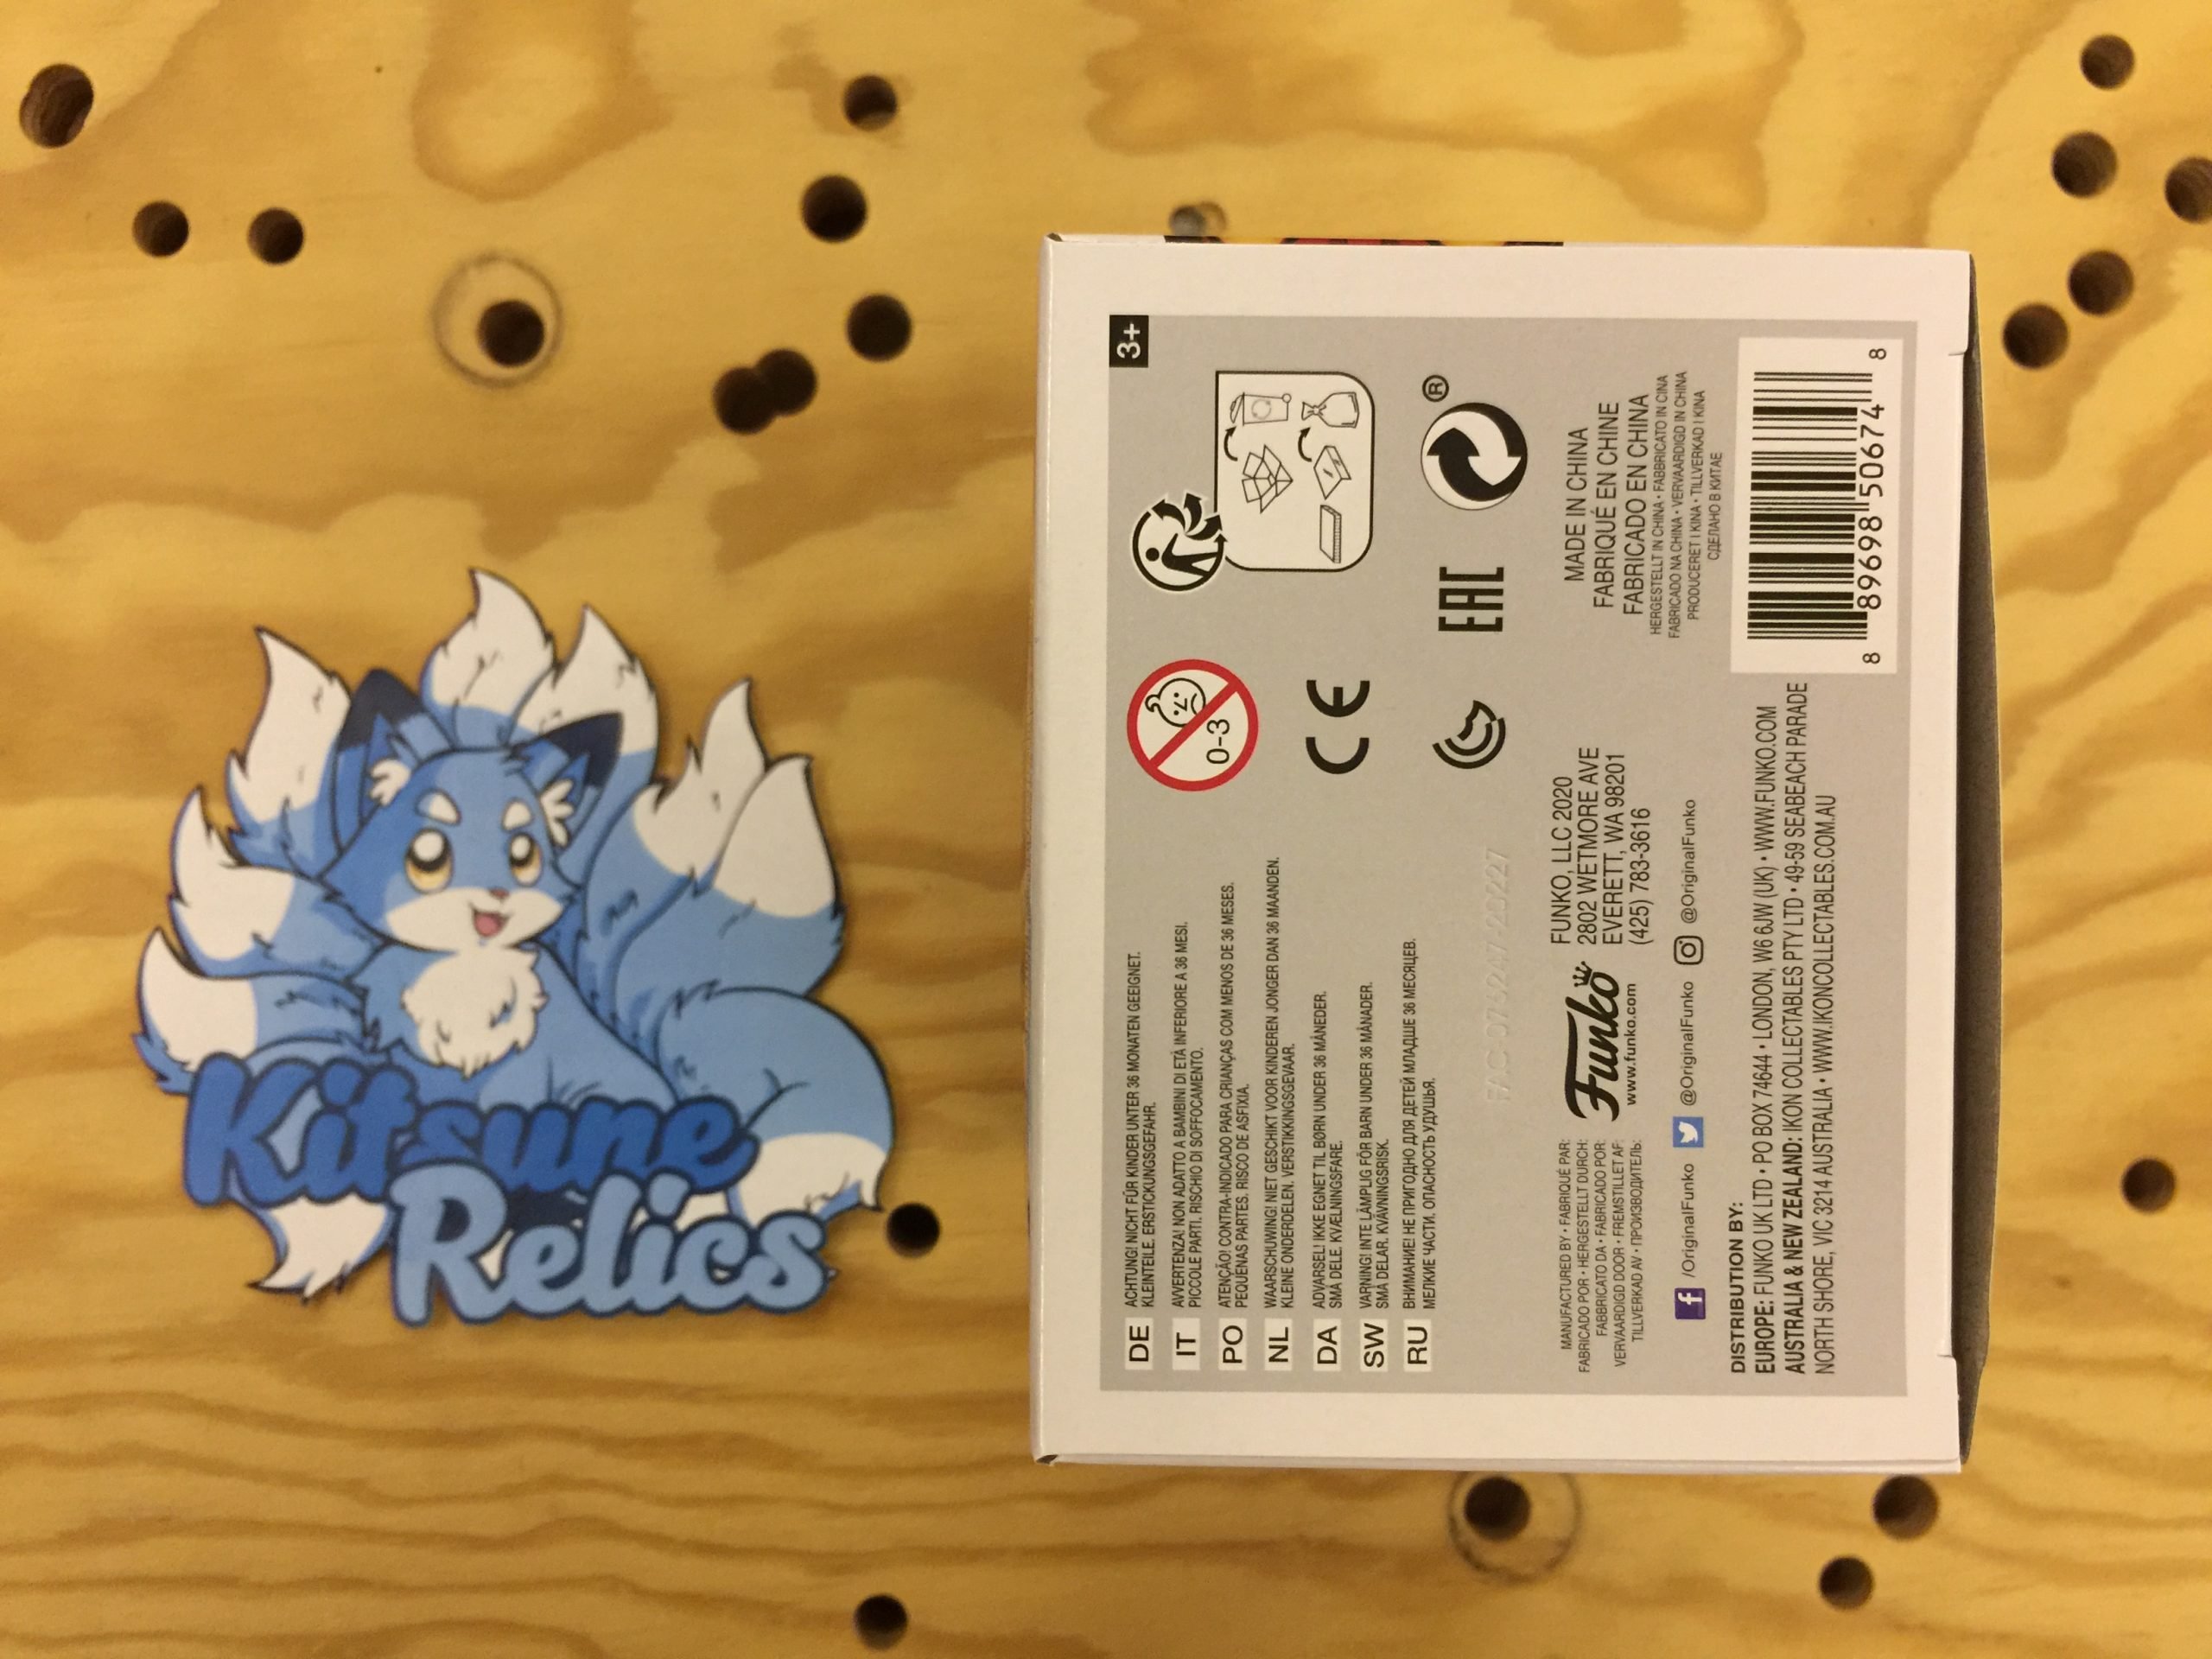 Kitsune
Relics
3+
DE
ACHTUNG! NICHT FÜR KINDER UNTER 36 MONATEN GEEIGNET.
KLEINTEILE. ERSTICKUNGSGEFAHR.
IT
AVVERTENZA! NON ADATTO A BAMBINI DI ETÀ INFERIORE A 36 MESI.
PICCOLE PARTI. RISCHIO DI SOFFOCAMENTO.
PO
ATENÇÃO! CONTRA-INDICADO PARA CRIANÇAS COM MENOS DE 36 MESES.
PEQUENAS PARTES. RISCO DE ASFIXIA.
NL
WAARSCHUWING! NIET GESCHIKT VOOR KINDEREN JONGER DAN 36 MAANDEN.
KLEINE ONDERDELEN. VERSTIKKINGSGEVAAR.
DA
ADVARSEL! IKKE EGNET TIL BØRN UNDER 36 MÅNEDER.
SMÅ DELE. KVÆLNINGSFARE.
SW
VARNING! INTE LÄMPLIG FÖR BARN UNDER 36 MÅNADER.
SMÅ DELAR. KVÄVNINGSRISK.
RU
ВНИМАНИЕ! НЕ ПРИГОДНО ДЛЯ ДЕТЕЙ МЛАДШЕ 36 МЕСЯЦЕВ.
МЕЛКИЕ ЧАСТИ. ОПАСНОСТЬ УДУШЬЯ.
0-3
CE
EAC
®
MANUFACTURED BY • FABRIQUÉ PAR:
FABRICADO POR • HERGESTELLT DURCH:
FABBRICATO DA • FABRICADO POR:
VERVAARDIGD DOOR • FREMSTILLET AF:
TILLVERKAD AV • ПРОИЗВОДИТЕЛЬ:
Funko
www.funko.com
FUNKO, LLC 2020
2802 WETMORE AVE
EVERETT, WA 98201
(425) 783-3616
MADE IN CHINA
FABRIQUÉ EN CHINE
FABRICADO EN CHINA
HERGESTELLT IN CHINA • FABBRICATO IN CINA
FABRICADO NA CHINA • VERVAARDIGD IN CHINA
PRODUCERET I KINA • TILLVERKAD I KINA
СДЕЛАНО В КИТАЕ
f /OriginalFunko @OriginalFunko @OriginalFunko
DISTRIBUTION BY:
EUROPE: FUNKO UK LTD • PO BOX 74644 • LONDON, W6 6JW (UK) • WWW.FUNKO.COM
AUSTRALIA & NEW ZEALAND: IKON COLLECTABLES PTY LTD • 49-59 SEABEACH PARADE
NORTH SHORE, VIC 3214 AUSTRALIA • WWW.IKONCOLLECTABLES.COM.AU
8 89698 50674 8